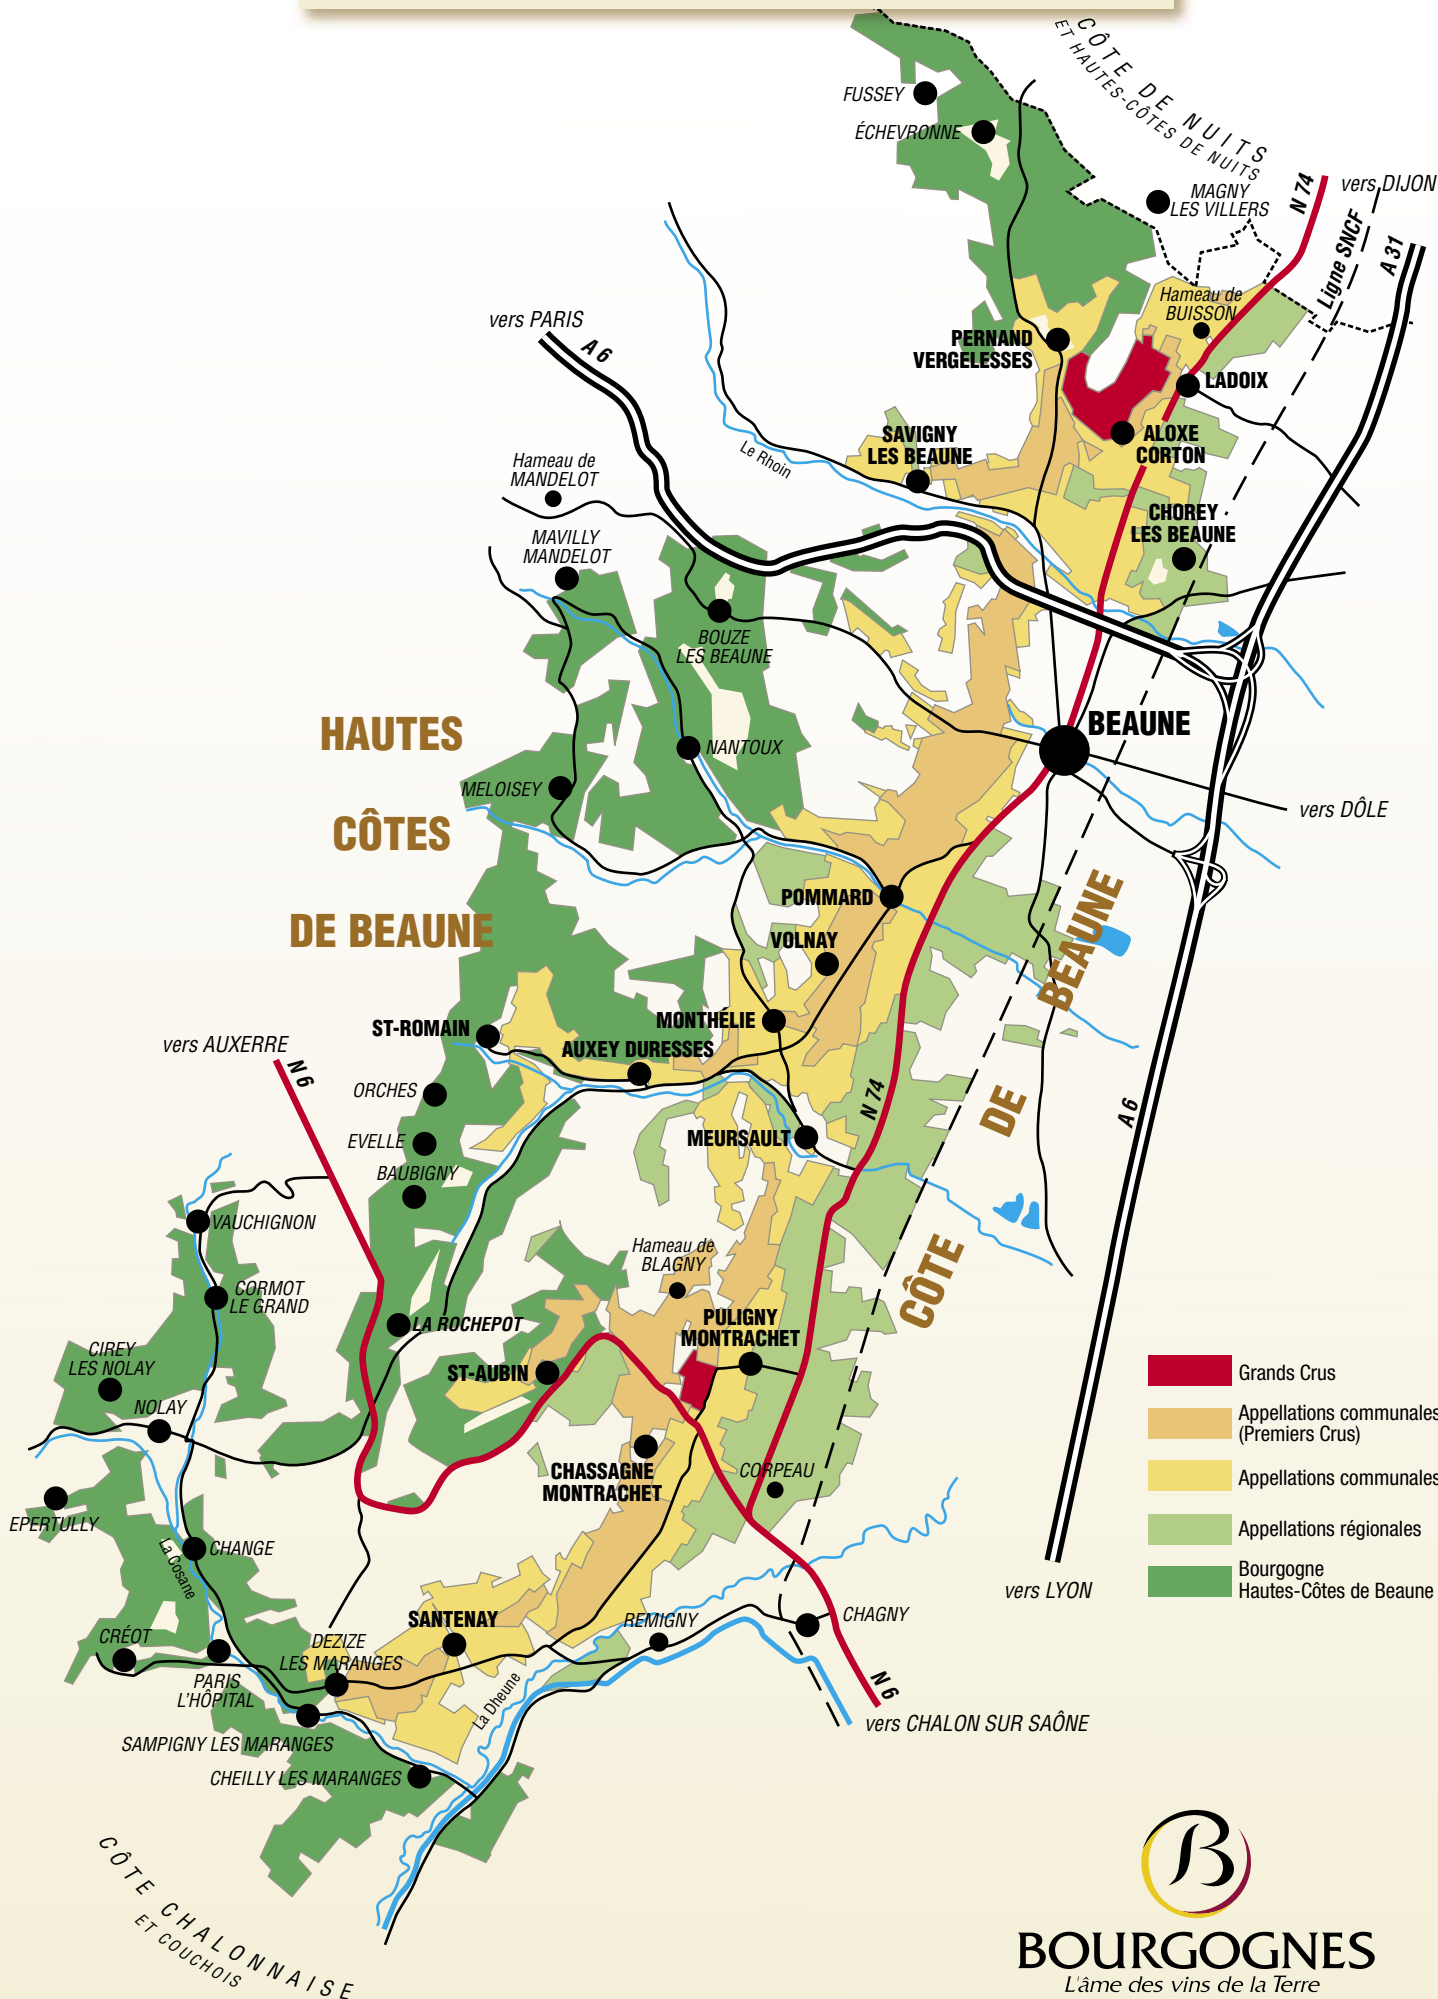 CÔTE DE NUITS
ET HAUTES-CÔTES DE NUITS
FUSSEY
ÉCHEVRONNE
MAGNY
LES VILLERS
N 74
vers DIJON
Ligne SNCF
A 31
Hameau de
BUISSON
vers PARIS
A 6
PERNAND
VERGELESSES
LADOIX
ALOXE
CORTON
SAVIGNY
LES BEAUNE
Le Rhoin
Hameau de
MANDELOT
CHOREY
LES BEAUNE
MAVILLY
MANDELOT
BOUZE
LES BEAUNE
HAUTES
CÔTES
DE BEAUNE
NANTOUX
BEAUNE
MELOISEY
vers DÔLE
POMMARD
VOLNAY
CÔTE DE BEAUNE
ST-ROMAIN
MONTHÉLIE
AUXEY DURESSES
vers AUXERRE
N 6
ORCHES
EVELLE
BAUBIGNY
N 74
A 6
MEURSAULT
VAUCHIGNON
CORMOT
LE GRAND
Hameau de
BLAGNY
LA ROCHEPOT
PULIGNY
MONTRACHET
CIREY
LES NOLAY
ST-AUBIN
NOLAY
CHASSAGNE
MONTRACHET
CORPEAU
EPERTULLY
CHANGE
La Cosane
vers LYON
CRÉOT
SANTENAY
REMIGNY
CHAGNY
DEZIZE
LES MARANGES
PARIS
L'HÔPITAL
La Dheune
N 6
vers CHALON SUR SAÔNE
SAMPIGNY LES MARANGES
CHEILLY LES MARANGES
CÔTE CHALONNAISE
ET COUCHOIS
Grands Crus
Appellations communales
(Premiers Crus)
Appellations communales
Appellations régionales
Bourgogne
Hautes-Côtes de Beaune
B
BOURGOGNES
L'âme des vins de la Terre